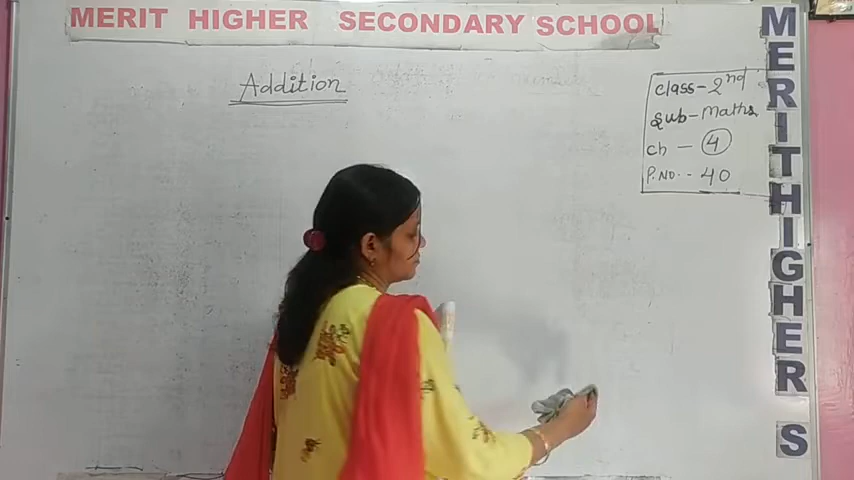 MERIT HIGHER SECONDARY SCHOOL
Addition
Class-2nd
Sub-Maths
Ch - 4
P.NO.- 40
MERIT HIGHER S